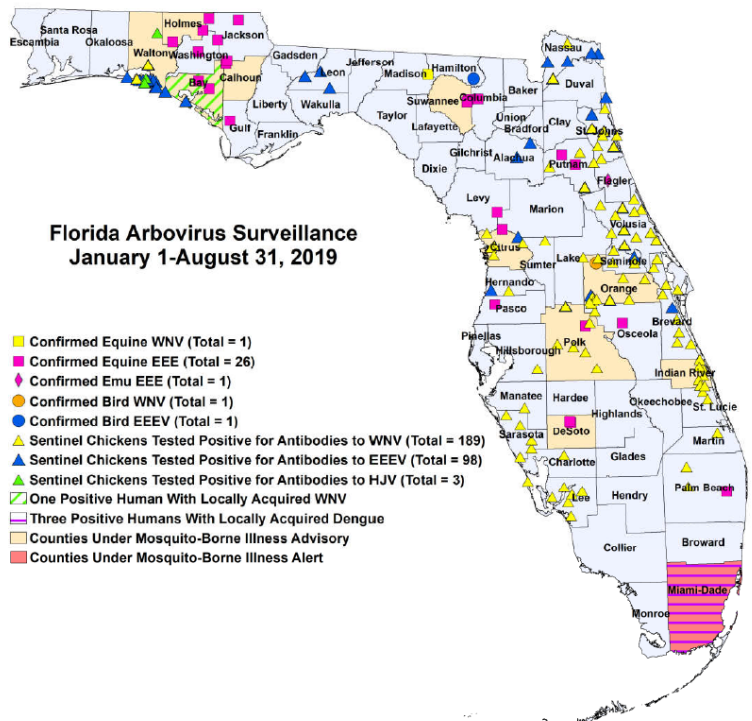 Holmes
Jackson
Santa Rosa
Escambia
Okaloosa
Walton
Washington
Gadsden
Jefferson
Hamilton
Nassau
Leon
Madison
Bay
Calhoun
Baker
Duval
Suwannee
Columbia
Liberty
Wakulla
Taylor
Union
Clay
Lafayette
Bradford
St. Johns
Gulf
Franklin
Gilchrist
Alachua
Putnam
Dixie
Flagler
Levy
Marion
Volusia
Florida Arbovirus Surveillance
January 1-August 31, 2019
Citrus
Sumter
Lake
Seminole
Hernando
Orange
Pasco
Brevard
Pinellas
Polk
Osceola
Hillsborough
Indian River
Manatee
Hardee
Okeechobee
Highlands
St. Lucie
Sarasota
DeSoto
Martin
Charlotte
Glades
Lee
Hendry
Palm Beach
Collier
Broward
Miami-Dade
Monroe
Confirmed Equine WNV (Total = 1)
Confirmed Equine EEE (Total = 26)
Confirmed Emu EEE (Total = 1)
Confirmed Bird WNV (Total = 1)
Confirmed Bird EEEV (Total = 1)
Sentinel Chickens Tested Positive for Antibodies to WNV (Total = 189)
Sentinel Chickens Tested Positive for Antibodies to EEEV (Total = 98)
Sentinel Chickens Tested Positive for Antibodies to HJV (Total = 3)
One Positive Human With Locally Acquired WNV
Three Positive Humans With Locally Acquired Dengue
Counties Under Mosquito-Borne Illness Advisory
Counties Under Mosquito-Borne Illness Alert